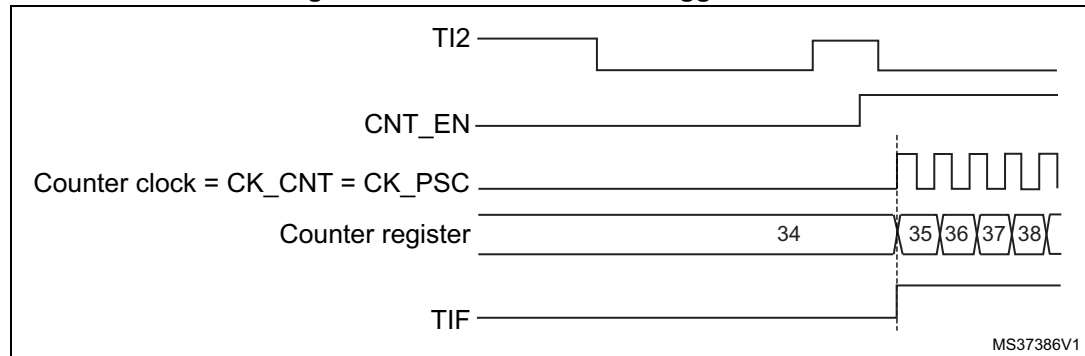 TI2
CNT_EN
Counter clock = CK_CNT = CK_PSC
Counter register 34 35 36 37 38
TIF
MS37386V1